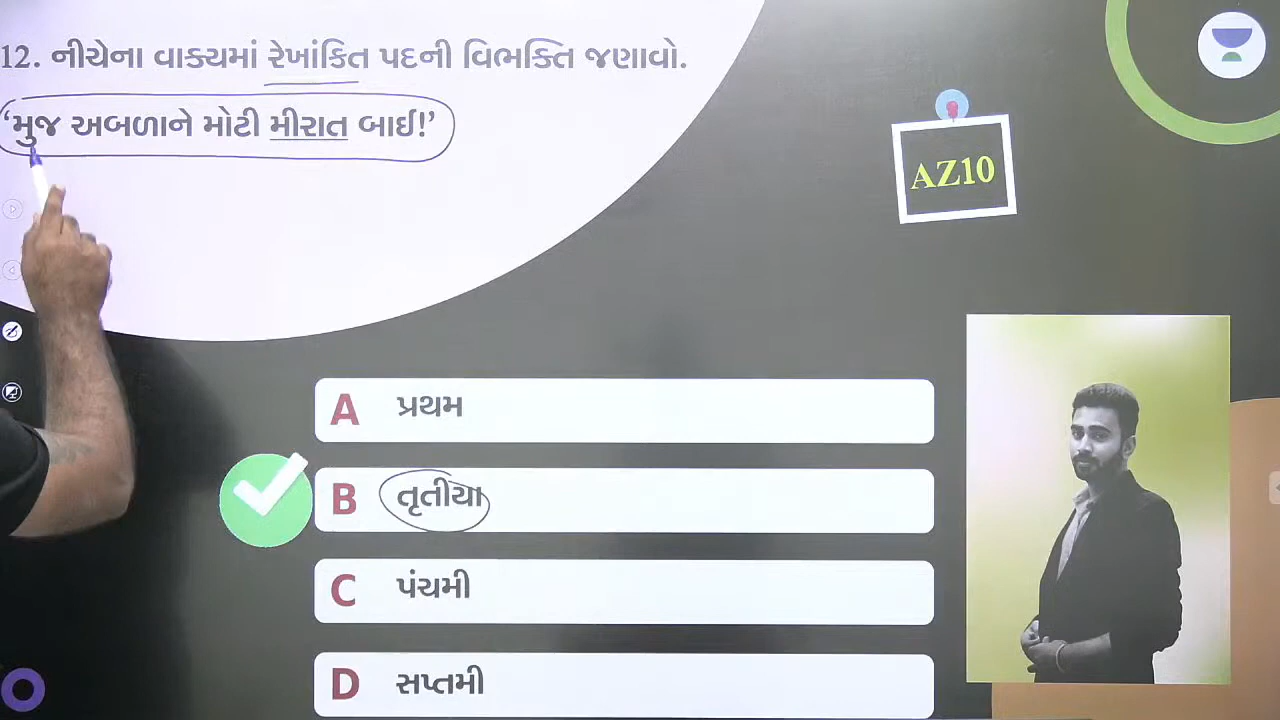 12. નીચેના વાક્યમાં રેખાંકિત પદની વિભક્તિ જણાવો.
‘મુજ અબળાને મોટી મીરાત બાઈ!’
AZ10
A પ્રથમ
B તૃતીયા
C પંચમી
D સપ્તમી